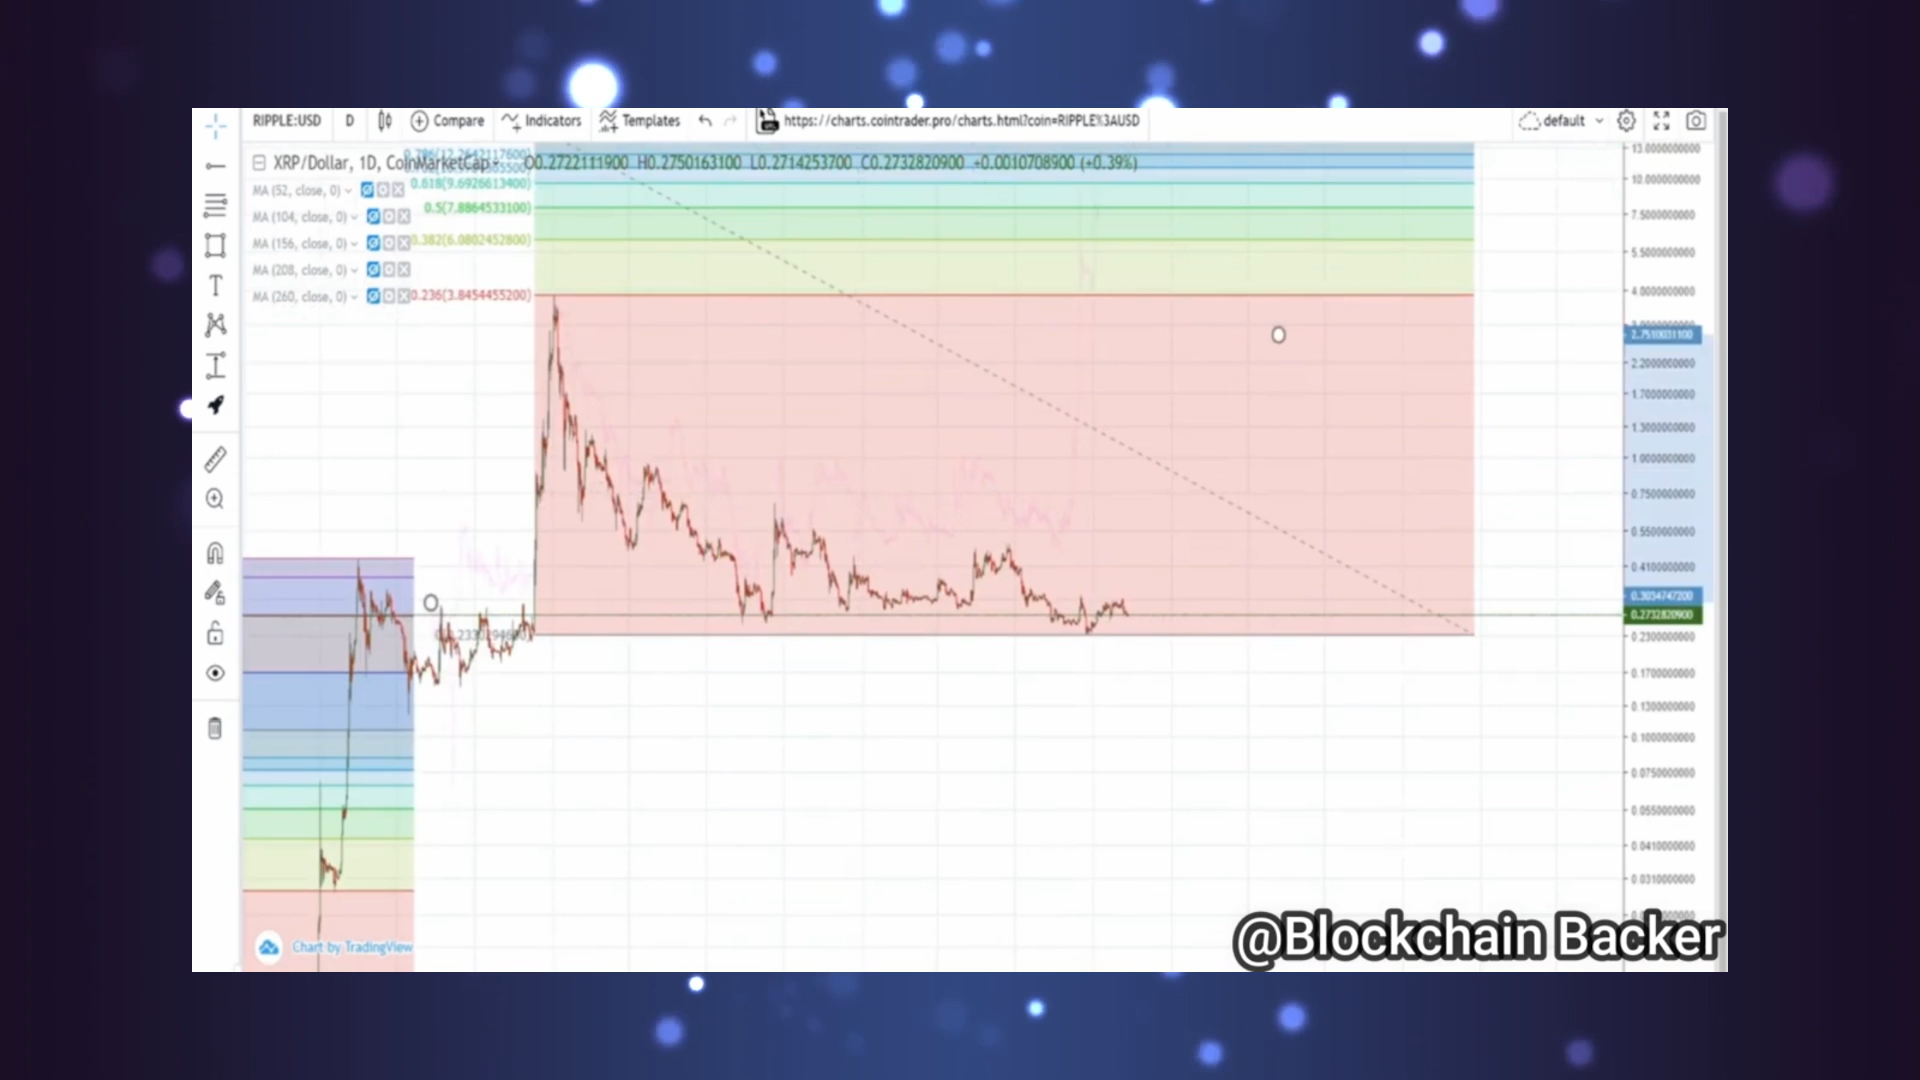 RIPPLE:USD D Compare Indicators Templates https://charts.cointrader.pro/charts.html?coin=RIPPLE%3AUSD default
XRP/Dollar, 1D, CoinMarketCap O0.2722111900 H0.2750163100 L0.2714253700 C0.2732820900 +0.0010708900 (+0.39%)
MA (52, close, 0) 0.618(9.6926613400)
MA (104, close, 0) 0.5(7.8864533100)
MA (156, close, 0) 0.382(6.0802452800)
MA (208, close, 0)
MA (260, close, 0) 0.236(3.8454455200)
13.0000000000
10.0000000000
7.5000000000
5.5000000000
4.0000000000
2.7510031100
2.2000000000
1.7000000000
1.3000000000
1.0000000000
0.7500000000
0.5500000000
0.4100000000
0.3034747200
0.2732820900
0.2300000000
0.1700000000
0.1300000000
0.1000000000
0.0750000000
0.0550000000
0.0410000000
0.0310000000
Chart by TradingView
@Blockchain Backer